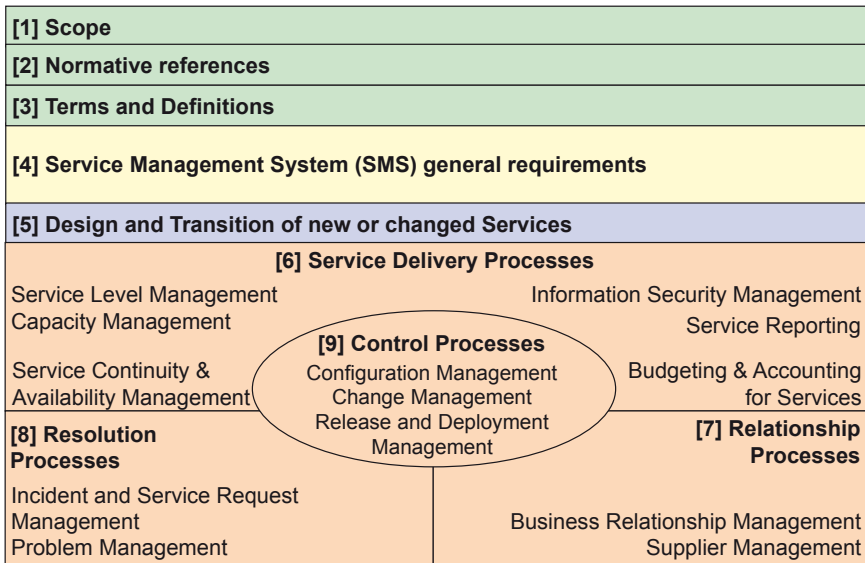 [1] Scope
[2] Normative references
[3] Terms and Definitions
[4] Service Management System (SMS) general requirements
[5] Design and Transition of new or changed Services
[6] Service Delivery Processes
Service Level Management
Capacity Management
Service Continuity &
Availability Management
Information Security Management
Service Reporting
Budgeting & Accounting
for Services
[9] Control Processes
Configuration Management
Change Management
Release and Deployment
Management
[8] Resolution
Processes
Incident and Service Request
Management
Problem Management
[7] Relationship
Processes
Business Relationship Management
Supplier Management